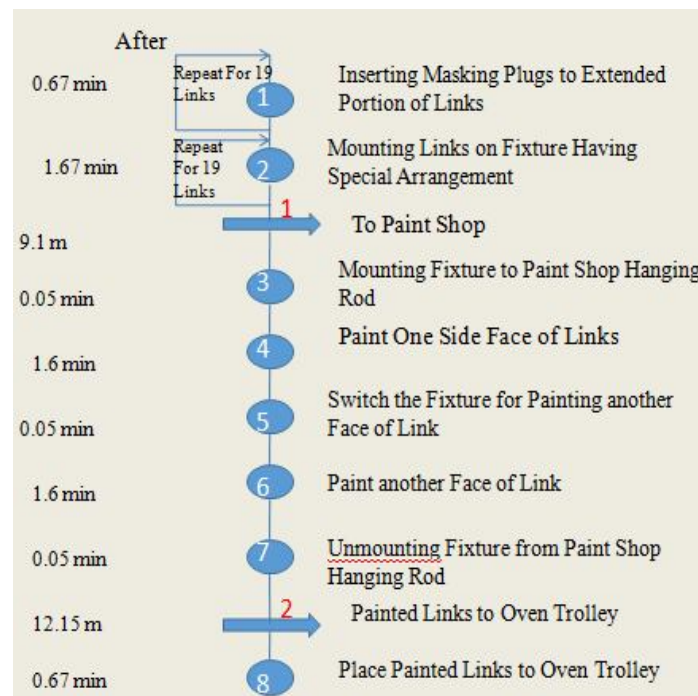 After
0.67 min
Repeat For 19
Links
1
Inserting Masking Plugs to Extended
Portion of Links
1.67 min
Repeat
For 19
Links
2
Mounting Links on Fixture Having
Special Arrangement
1
To Paint Shop
9.1 m
3
Mounting Fixture to Paint Shop Hanging
Rod
0.05 min
4
Paint One Side Face of Links
1.6 min
5
Switch the Fixture for Painting another
Face of Link
0.05 min
6
Paint another Face of Link
1.6 min
7
Unmounting Fixture from Paint Shop
Hanging Rod
0.05 min
2
Painted Links to Oven Trolley
12.15 m
8
Place Painted Links to Oven Trolley
0.67 min